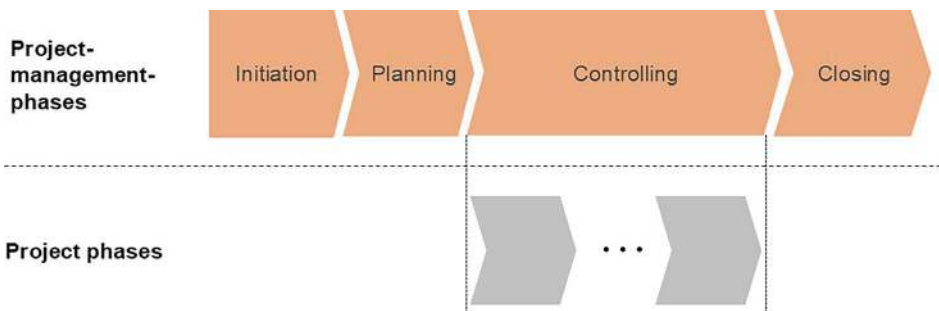 Project-
management-
phases
Initiation
Planning
Controlling
Closing
Project phases
...